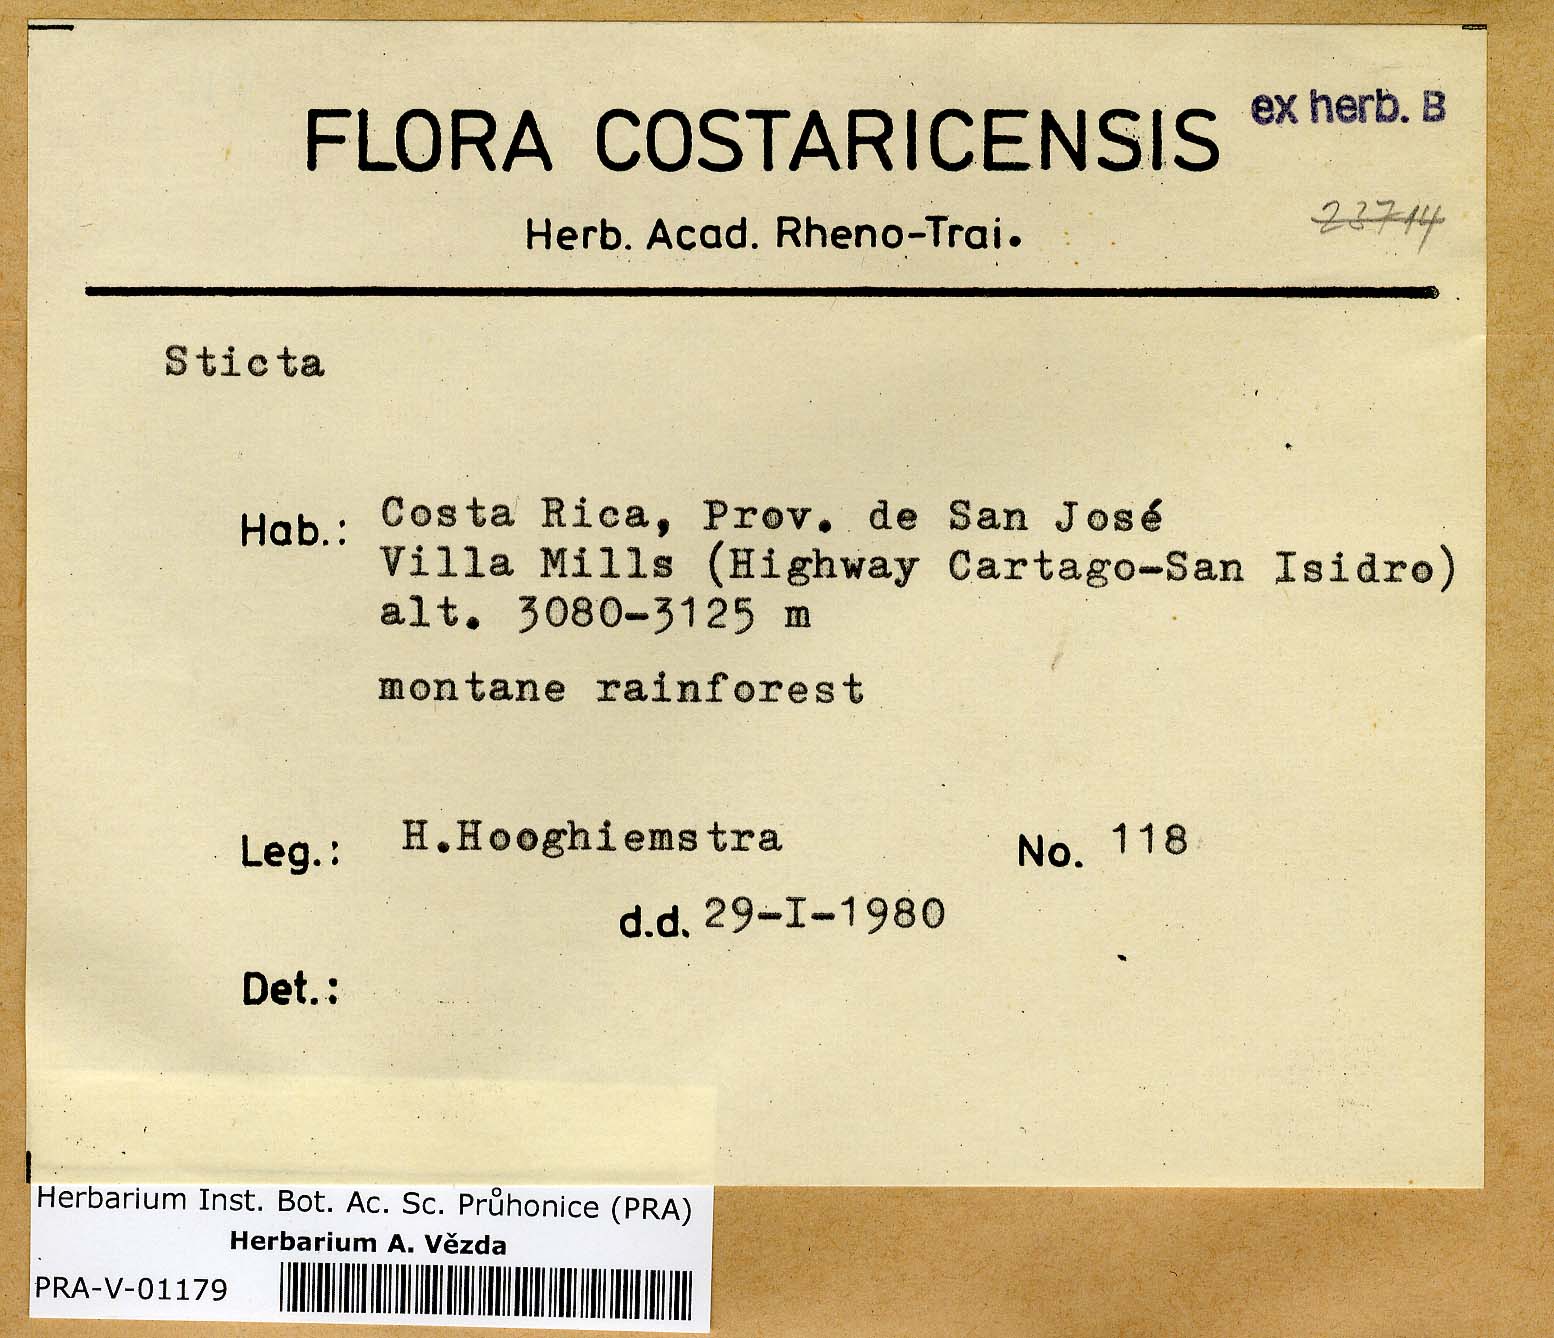 FLORA COSTARICENSIS
ex herb. B
Herb. Acad. Rheno-Trai.
23714
Sticta
Hab.: Costa Rica, Prov. de San José
Villa Mills (Highway Cartago-San Isidro)
alt. 3080-3125 m
montane rainforest
Leg.: H.Hooghiemstra No. 118
d.d. 29-I-1980
Det.:
Herbarium Inst. Bot. Ac. Sc. Průhonice (PRA)
Herbarium A. Vězda
PRA-V-01179